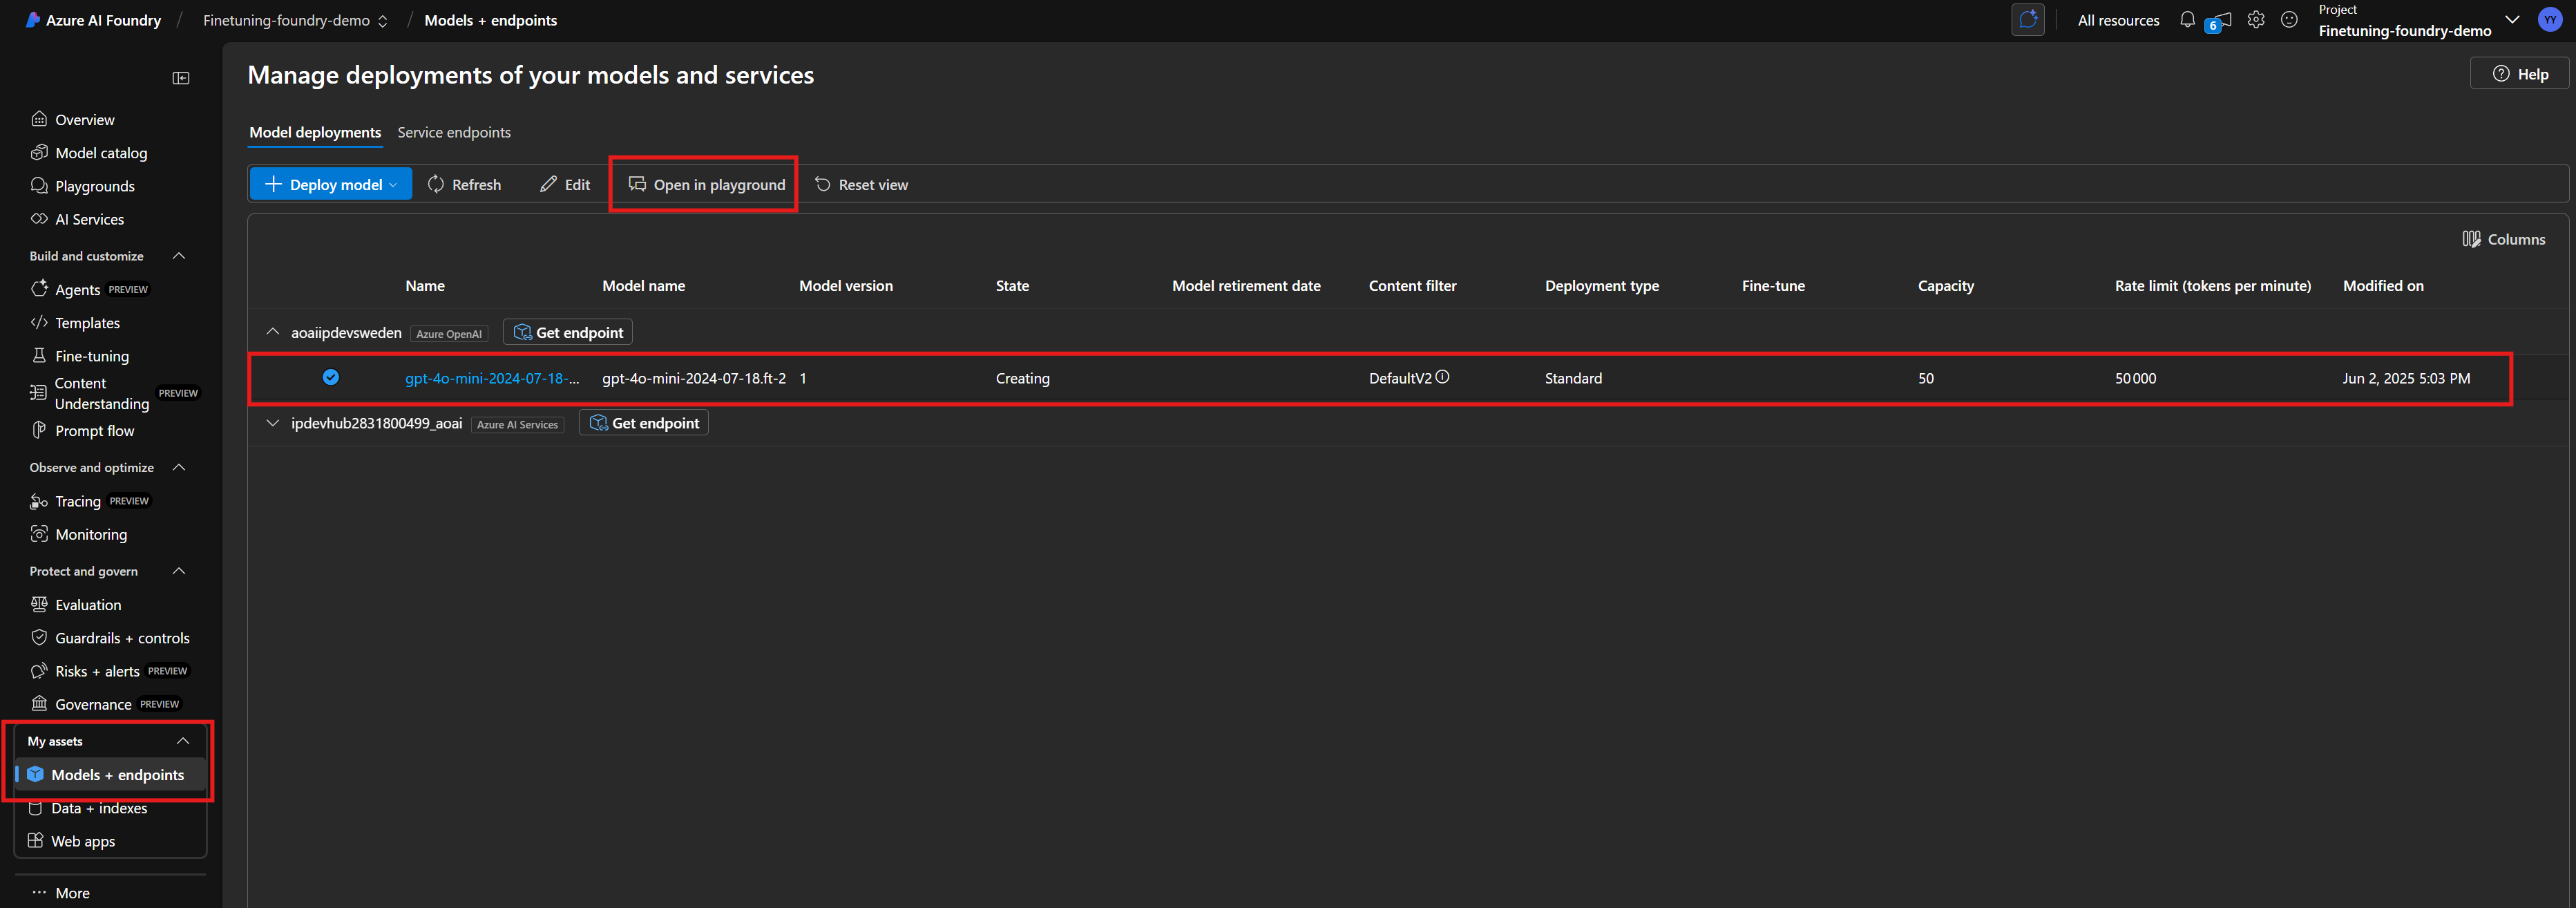 Azure AI Foundry / Finetuning-foundry-demo / Models + endpoints
All resources 6 Project
Finetuning-foundry-demo YY
Manage deployments of your models and services
Help
Model deployments Service endpoints
Deploy model Refresh Edit Open in playground Reset view
Columns
Name Model name Model version State Model retirement date Content filter Deployment type Fine-tune Capacity Rate limit (tokens per minute) Modified on
aoaiipdevsweden Azure OpenAI Get endpoint
gpt-4o-mini-2024-07-18-... gpt-4o-mini-2024-07-18.ft-2 1 Creating DefaultV2 Standard 50 50 000 Jun 2, 2025 5:03 PM
ipdevhub2831800499_aoai Azure AI Services Get endpoint
Overview
Model catalog
Playgrounds
AI Services
Build and customize
Agents PREVIEW
Templates
Fine-tuning
Content
Understanding PREVIEW
Prompt flow
Observe and optimize
Tracing PREVIEW
Monitoring
Protect and govern
Evaluation
Guardrails + controls
Risks + alerts PREVIEW
Governance PREVIEW
My assets
Models + endpoints
Data + indexes
Web apps
... More